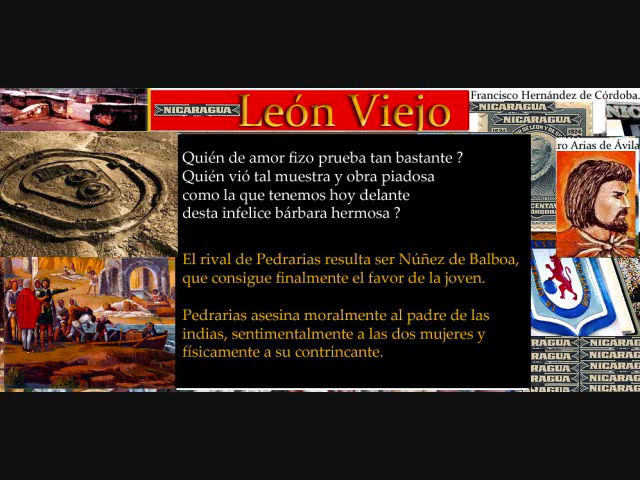 Francisco Hernández de Córdoba.
NICARAGUA
León Viejo
NICARAGUA
NICARAGUA
ro Arias de Ávila
Quién de amor fizo prueba tan bastante ?
Quién vió tal muestra y obra piadosa
como la que tenemos hoy delante
desta infelice bárbara hermosa ?
El rival de Pedrarias resulta ser Núñez de Balboa,
que consigue finalmente el favor de la joven.
Pedrarias asesina moralmente al padre de las
indias, sentimentalmente a las dos mujeres y
físicamente a su contrincante.
NICARAGUA
NICARAGUA
NICARAGUA
NICARAGUA